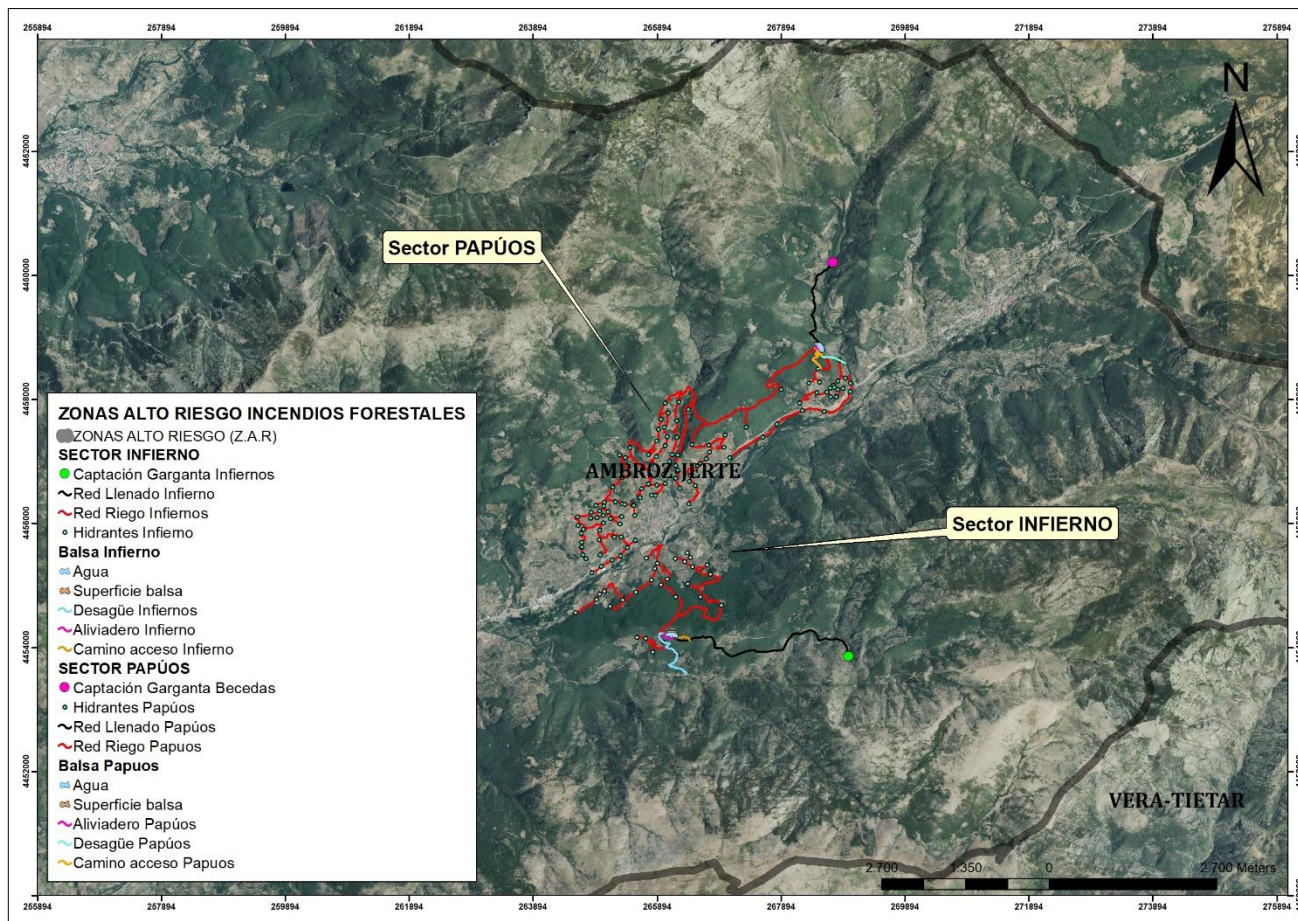 255894 257894 259894 261894 263894 265894 267894 269894 271894 273894 275894
N
4462000
4460000
4458000
4456000
4454000
4452000
Sector PAPÚOS
AMBROZ-JERTE
Sector INFIERNO
VERA-TIETAR
ZONAS ALTO RIESGO INCENDIOS FORESTALES
ZONAS ALTO RIESGO (Z.A.R)
SECTOR INFIERNO
Captación Garganta Infiernos
Red Llenado Infierno
Red Riego Infiernos
Hidrantes Infierno
Balsa Infierno
Agua
Superficie balsa
Desagüe Infiernos
Aliviadero Infierno
Camino acceso Infierno
SECTOR PAPÚOS
Captación Garganta Becedas
Hidrantes Papúos
Red Llenado Papúos
Red Riego Papuos
Balsa Papuos
Agua
Superficie balsa
Aliviadero Papúos
Desagüe Papúos
Camino acceso Papuos
2.700 1.350 0 2.700 Meters
255894 257894 259894 261894 263894 265894 267894 269894 271894 273894 275894